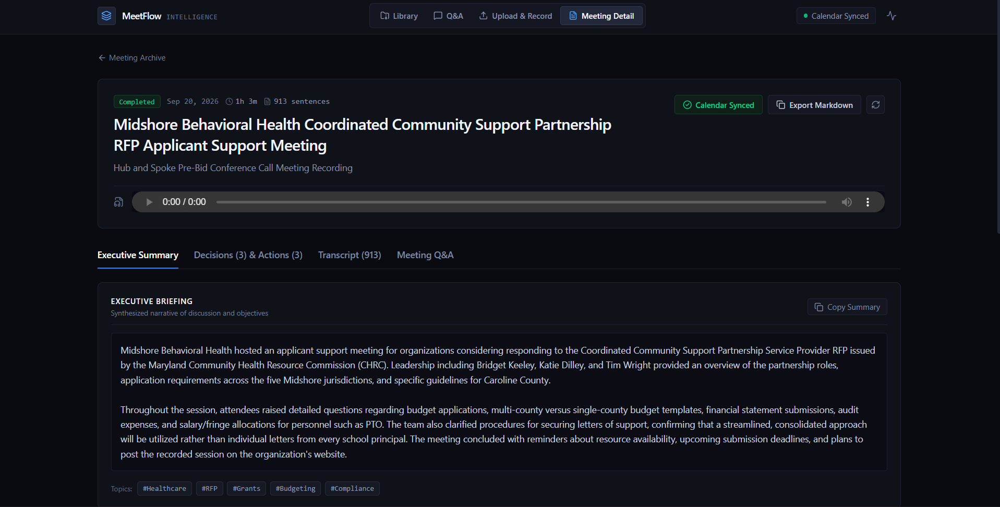 MeetFlow INTELLIGENCE
Library
Q&A
Upload & Record
Meeting Detail
Calendar Synced
Meeting Archive
Completed Sep 20, 2026 1h 3m 913 sentences
Calendar Synced
Export Markdown
Midshore Behavioral Health Coordinated Community Support Partnership
RFP Applicant Support Meeting
Hub and Spoke Pre-Bid Conference Call Meeting Recording
0:00 / 0:00
Executive Summary
Decisions (3) & Actions (3)
Transcript (913)
Meeting Q&A
EXECUTIVE BRIEFING
Synthesized narrative of discussion and objectives
Copy Summary
Midshore Behavioral Health hosted an applicant support meeting for organizations considering responding to the Coordinated Community Support Partnership Service Provider RFP issued
by the Maryland Community Health Resource Commission (CHRC). Leadership including Bridget Keeley, Katie Dilley, and Tim Wright provided an overview of the partnership roles,
application requirements across the five Midshore jurisdictions, and specific guidelines for Caroline County.
Throughout the session, attendees raised detailed questions regarding budget applications, multi-county versus single-county budget templates, financial statement submissions, audit
expenses, and salary/fringe allocations for personnel such as PTO. The team also clarified procedures for securing letters of support, confirming that a streamlined, consolidated approach
will be utilized rather than individual letters from every school principal. The meeting concluded with reminders about resource availability, upcoming submission deadlines, and plans to
post the recorded session on the organization's website.
Topics: #Healthcare #RFP #Grants #Budgeting #Compliance